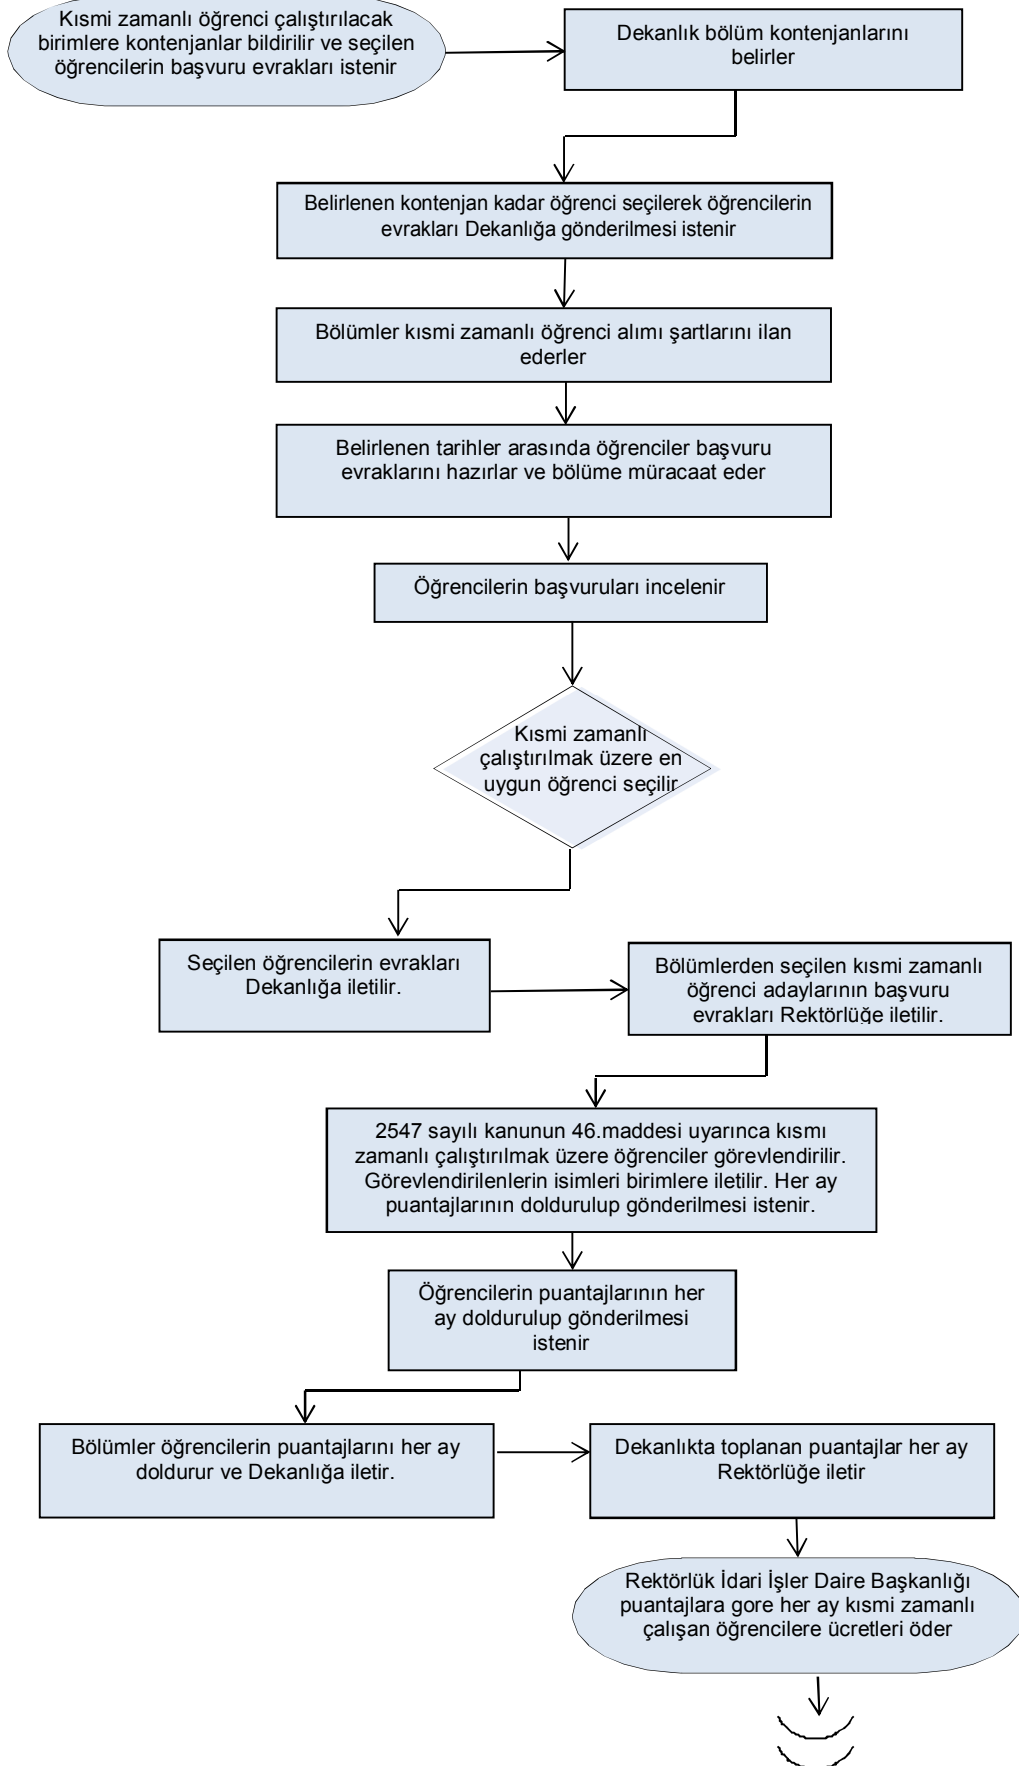 Kısmi zamanlı öğrenci çalıştırılacak
birimlere kontenjanlar bildirilir ve seçilen
öğrencilerin başvuru evrakları istenir
Dekanlık bölüm kontenjanlarını
belirler
Belirlenen kontenjan kadar öğrenci seçilerek öğrencilerin
evrakları Dekanlığa gönderilmesi istenir
Bölümler kısmi zamanlı öğrenci alımı şartlarını ilan
ederler
Belirlenen tarihler arasında öğrenciler başvuru
evraklarını hazırlar ve bölüme müracaat eder
Öğrencilerin başvuruları incelenir
Kısmi zamanlı
çalıştırılmak üzere en
uygun öğrenci seçilir
Seçilen öğrencilerin evrakları
Dekanlığa iletilir.
Bölümlerden seçilen kısmi zamanlı
öğrenci adaylarının başvuru
evrakları Rektörlüğe iletilir.
2547 sayılı kanunun 46.maddesi uyarınca kısmı
zamanlı çalıştırılmak üzere öğrenciler görevlendirilir.
Görevlendirilenlerin isimleri birimlere iletilir. Her ay
puantajlarının doldurulup gönderilmesi istenir.
Öğrencilerin puantajlarının her
ay doldurulup gönderilmesi
istenir
Bölümler öğrencilerin puantajlarını her ay
doldurur ve Dekanlığa iletir.
Dekanlıkta toplanan puantajlar her ay
Rektörlüğe iletir
Rektörlük İdari İşler Daire Başkanlığı
puantajlara gore her ay kısmi zamanlı
çalışan öğrencilere ücretleri öder